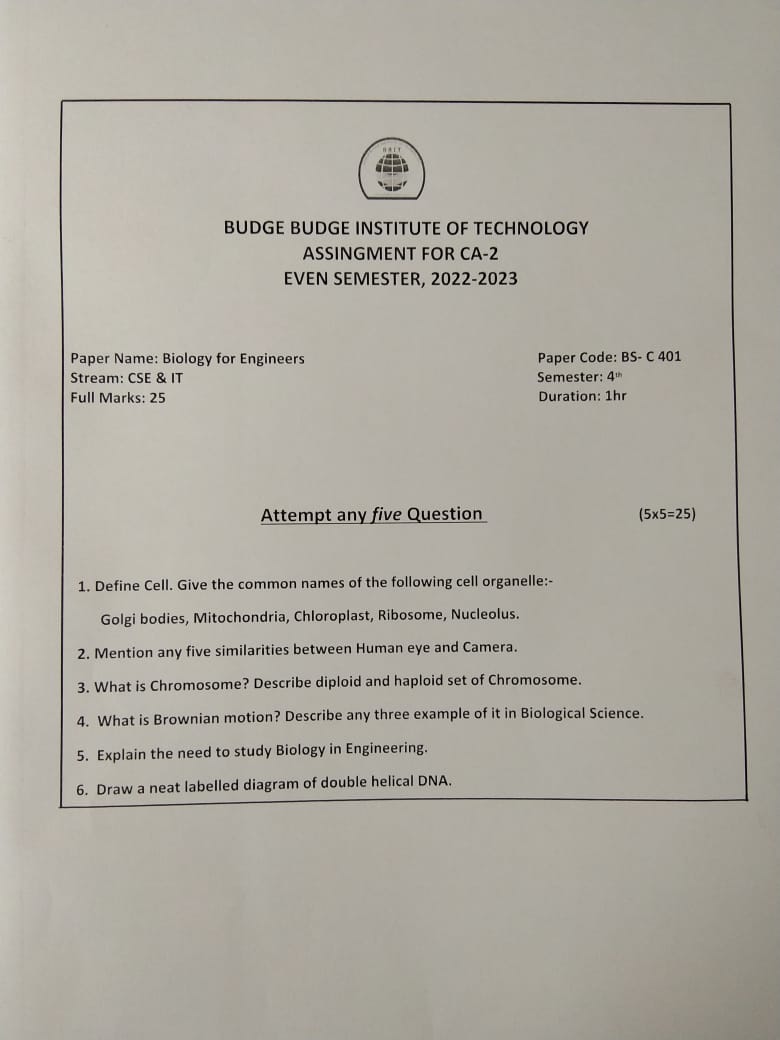 BBIT
BUDGE BUDGE INSTITUTE OF TECHNOLOGY
ASSINGMENT FOR CA-2
EVEN SEMESTER, 2022-2023
Paper Name: Biology for Engineers
Paper Code: BS- C 401
Stream: CSE & IT
Semester: 4th
Full Marks: 25
Duration: 1hr
Attempt any five Question (5x5=25)
1. Define Cell. Give the common names of the following cell organelle:-
Golgi bodies, Mitochondria, Chloroplast, Ribosome, Nucleolus.
2. Mention any five similarities between Human eye and Camera.
3. What is Chromosome? Describe diploid and haploid set of Chromosome.
4. What is Brownian motion? Describe any three example of it in Biological Science.
5. Explain the need to study Biology in Engineering.
6. Draw a neat labelled diagram of double helical DNA.